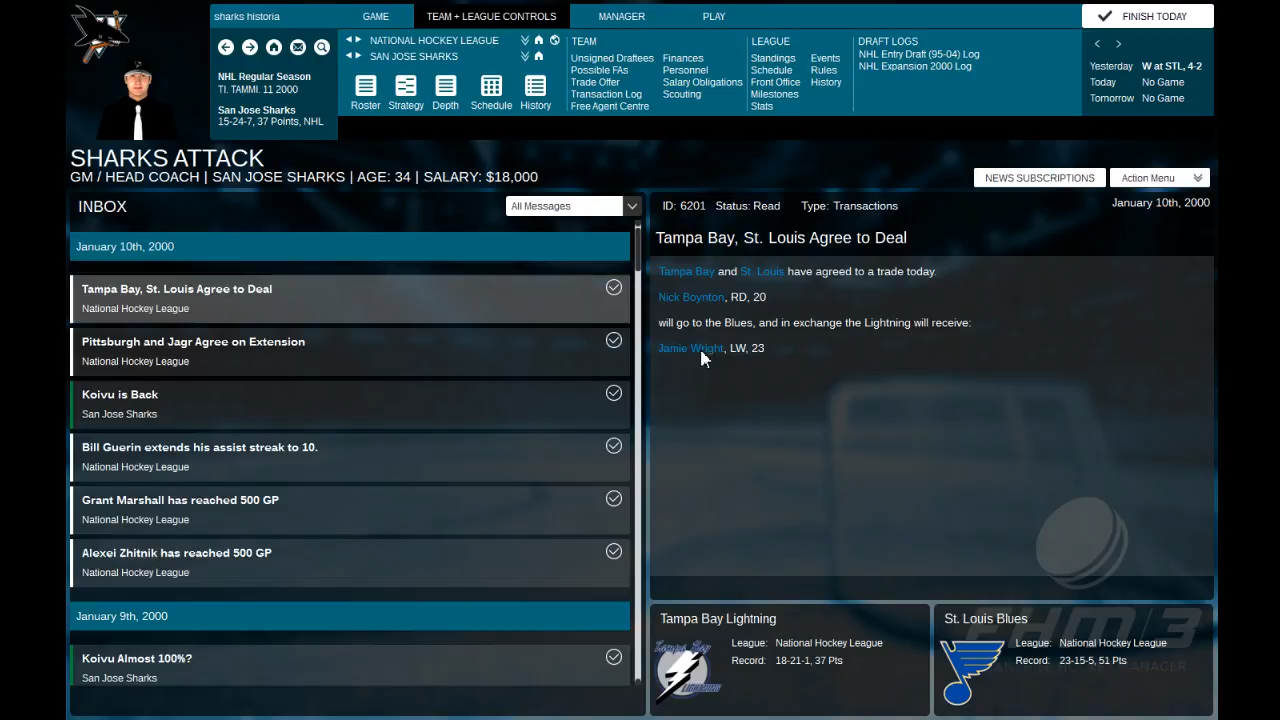 sharks historia
GAME
TEAM + LEAGUE CONTROLS
MANAGER
PLAY
FINISH TODAY
NHL Regular Season
TI. TAMMI. 11 2000
San Jose Sharks
15-24-7, 37 Points, NHL
NATIONAL HOCKEY LEAGUE
SAN JOSE SHARKS
Roster
Strategy
Depth
Schedule
History
TEAM
Unsigned Draftees
Possible FAs
Trade Offer
Transaction Log
Free Agent Centre
Finances
Personnel
Salary Obligations
Scouting
LEAGUE
Standings
Schedule
Front Office
Milestones
Stats
Events
Rules
History
DRAFT LOGS
NHL Entry Draft (95-04) Log
NHL Expansion 2000 Log
Yesterday W at STL, 4-2
Today No Game
Tomorrow No Game
SHARKS ATTACK
GM / HEAD COACH | SAN JOSE SHARKS | AGE: 34 | SALARY: $18,000
NEWS SUBSCRIPTIONS
Action Menu
INBOX
All Messages
January 10th, 2000
Tampa Bay, St. Louis Agree to Deal
National Hockey League
Pittsburgh and Jagr Agree on Extension
National Hockey League
Koivu is Back
San Jose Sharks
Bill Guerin extends his assist streak to 10.
National Hockey League
Grant Marshall has reached 500 GP
National Hockey League
Alexei Zhitnik has reached 500 GP
National Hockey League
January 9th, 2000
Koivu Almost 100%?
San Jose Sharks
ID: 6201 Status: Read Type: Transactions
January 10th, 2000
Tampa Bay, St. Louis Agree to Deal
Tampa Bay and St. Louis have agreed to a trade today.
Nick Boynton, RD, 20
will go to the Blues, and in exchange the Lightning will receive:
Jamie Wright, LW, 23
Tampa Bay Lightning
League: National Hockey League
Record: 18-21-1, 37 Pts
St. Louis Blues
League: National Hockey League
Record: 23-15-5, 51 Pts